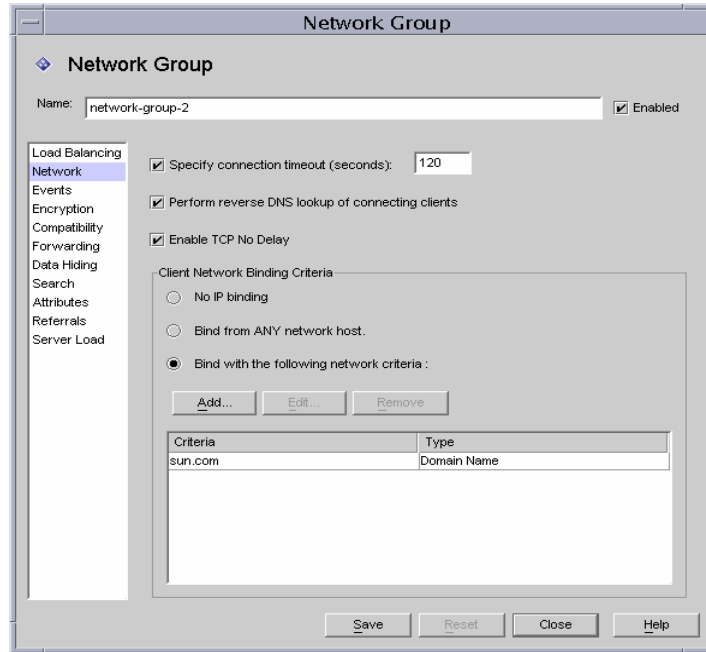 Network Group
Network Group
Name: network-group-2 Enabled
Load Balancing
Network
Events
Encryption
Compatibility
Forwarding
Data Hiding
Search
Attributes
Referrals
Server Load
Specify connection timeout (seconds): 120
Perform reverse DNS lookup of connecting clients
Enable TCP No Delay
Client Network Binding Criteria
No IP binding
Bind from ANY network host.
Bind with the following network criteria :
Add... Edit... Remove
Criteria Type
sun.com Domain Name
Save Reset Close Help